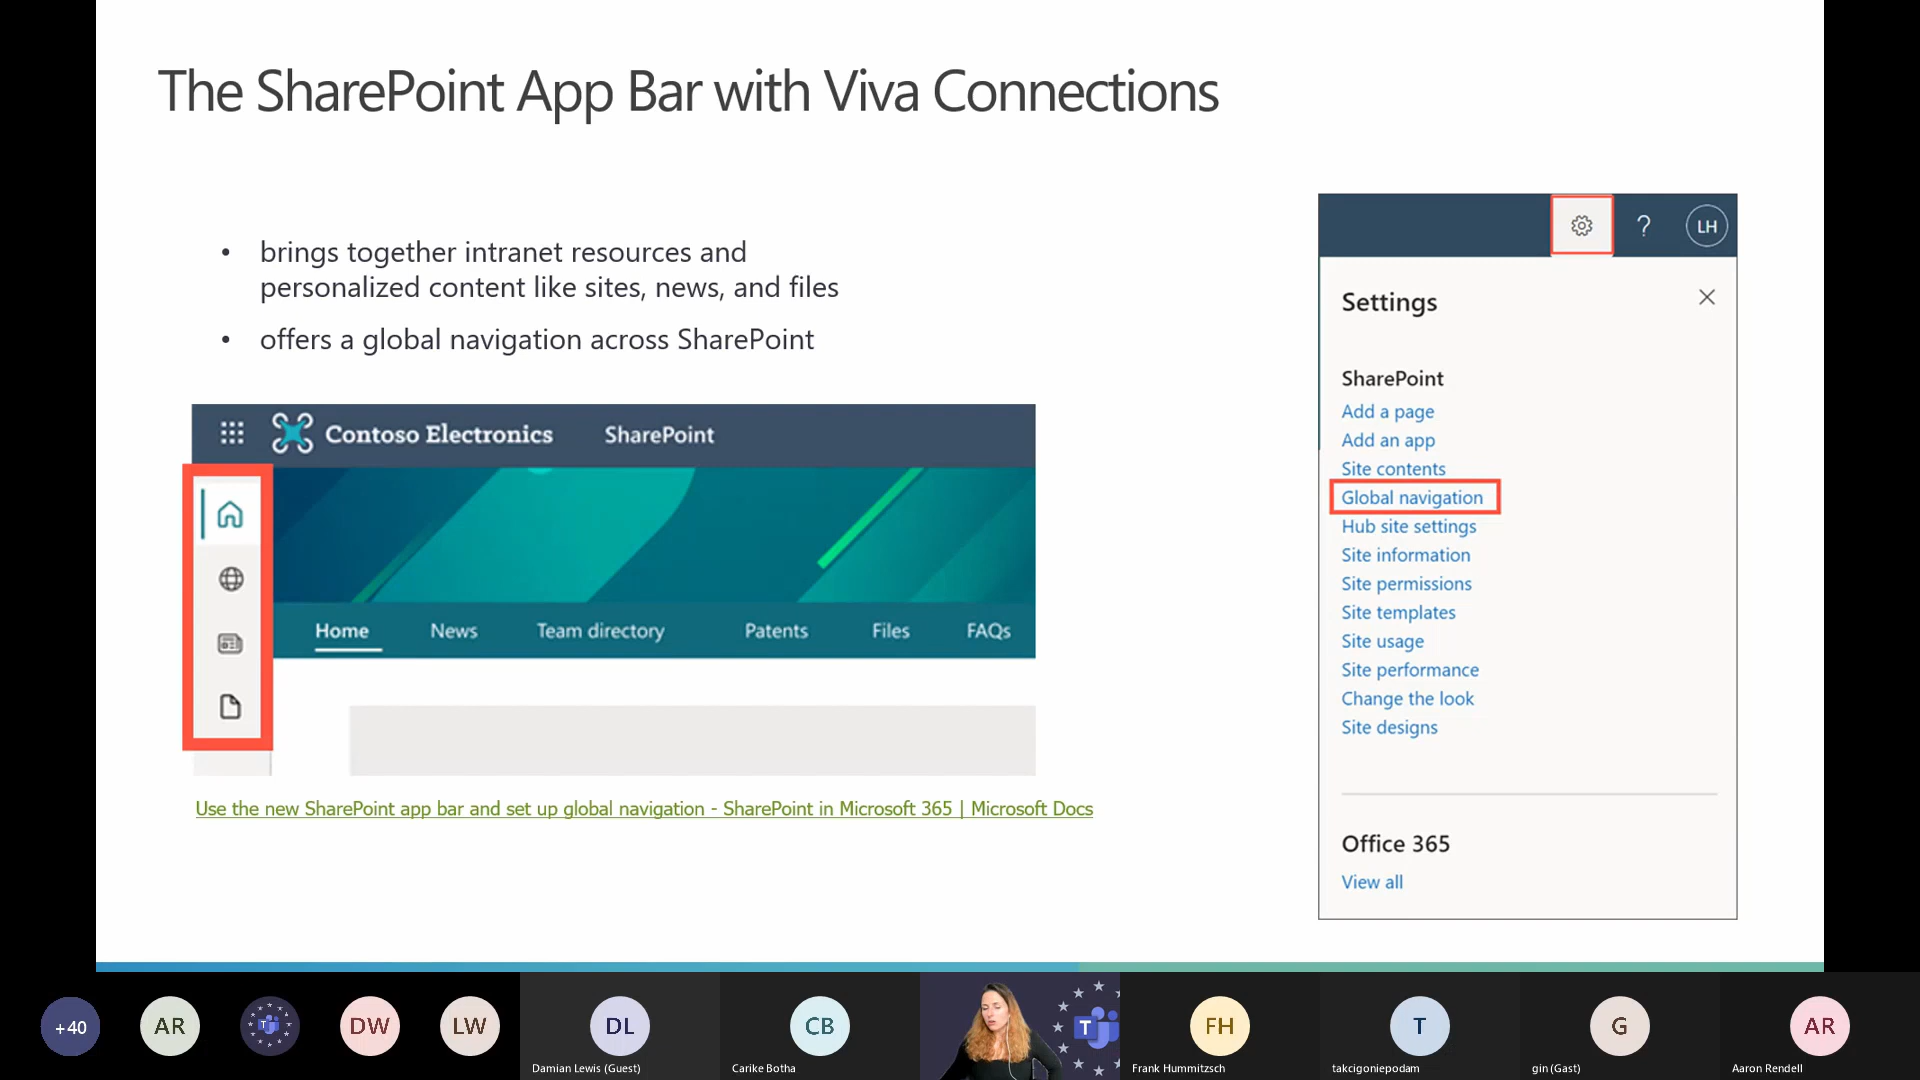 The SharePoint App Bar with Viva Connections
• brings together intranet resources and
personalized content like sites, news, and files
• offers a global navigation across SharePoint
Contoso Electronics SharePoint
Home News Team directory Patents Files FAQs
Use the new SharePoint app bar and set up global navigation - SharePoint in Microsoft 365 | Microsoft Docs
? LH
Settings
SharePoint
Add a page
Add an app
Site contents
Global navigation
Hub site settings
Site information
Site permissions
Site templates
Site usage
Site performance
Change the look
Site designs
Office 365
View all
+40 AR T DW LW DL CB T FH T G AR
Damian Lewis (Guest) Carike Botha Frank Hummitzsch takcigoniepodam gin (Gast) Aaron Rendell